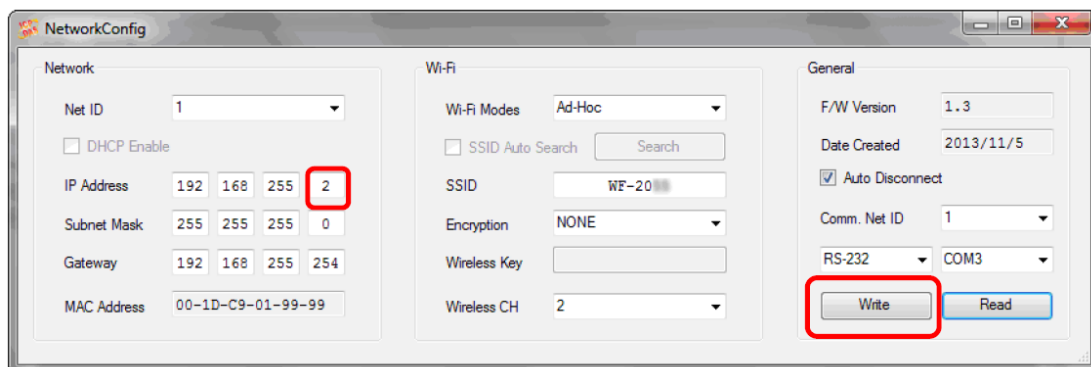 NetworkConfig
Network
Net ID 1
DHCP Enable
IP Address 192 168 255 2
Subnet Mask 255 255 255 0
Gateway 192 168 255 254
MAC Address 00-1D-C9-01-99-99
Wi-Fi
Wi-Fi Modes Ad-Hoc
SSID Auto Search Search
SSID WF-20
Encryption NONE
Wireless Key
Wireless CH 2
General
F/W Version 1.3
Date Created 2013/11/5
Auto Disconnect
Comm. Net ID 1
RS-232 COM3
Write Read